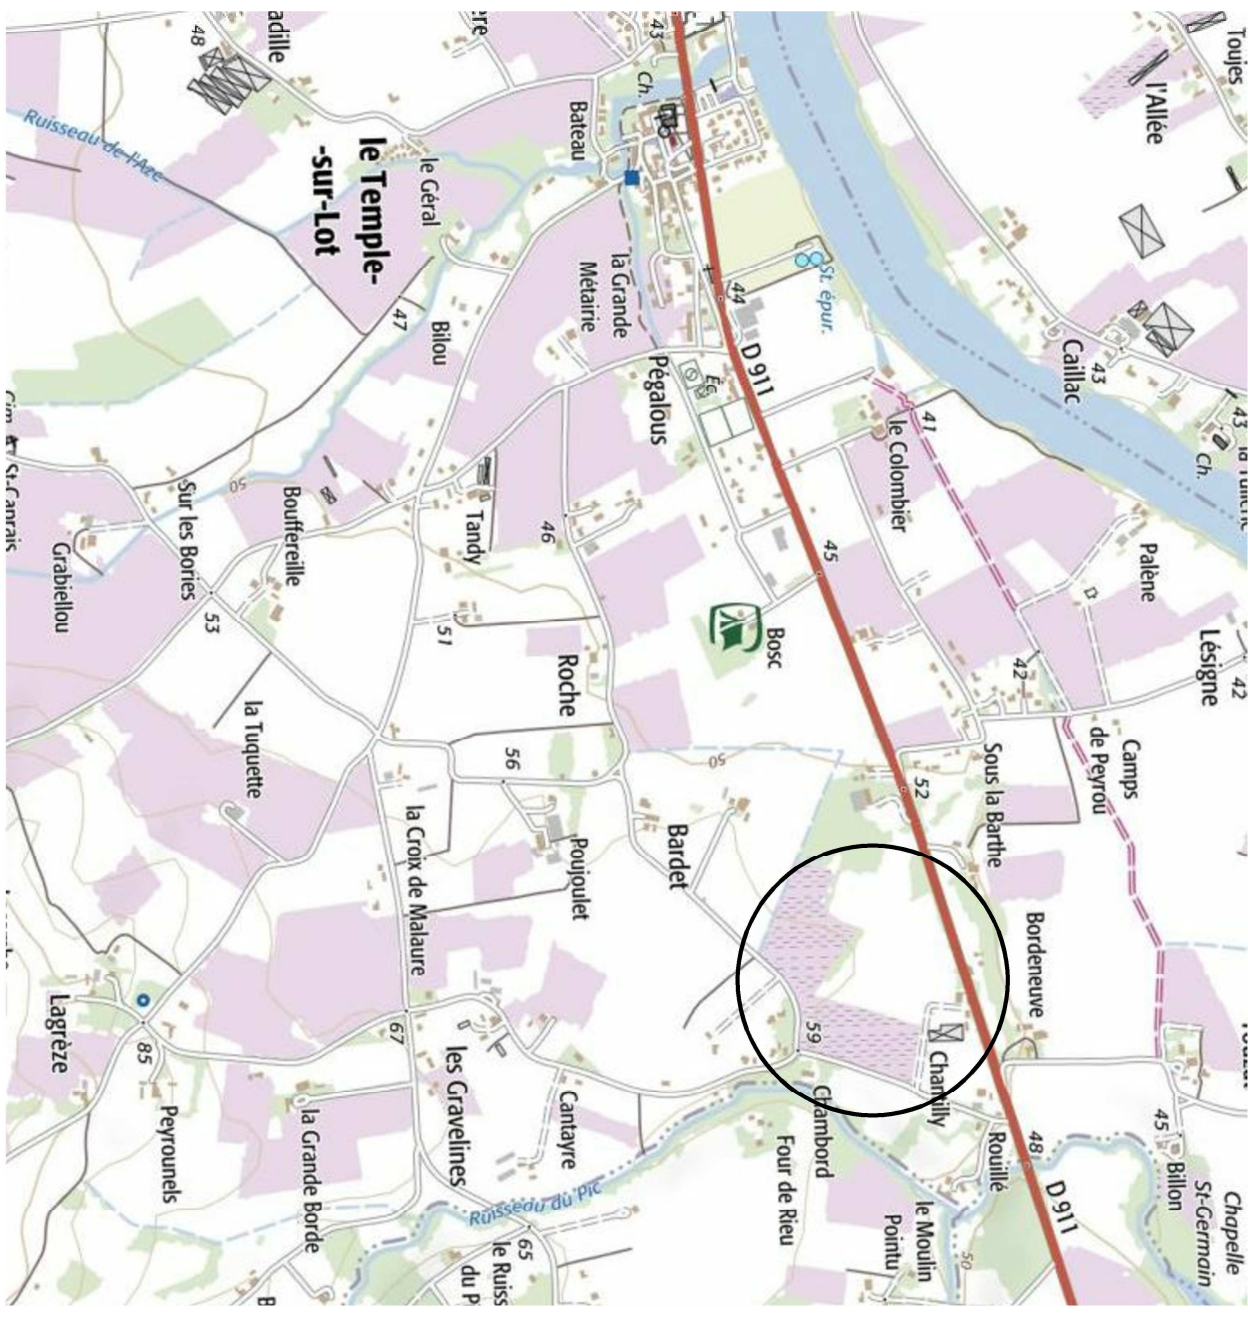 Toujes
43
Ch.
Lésigne
42
Chapelle
St-Germain
l'Allée
Palène
45
Billon
Caillac
43
Camps
de Peyrou
D 911
41
le Colombier
42
Sous la Barthe
Bordeneuve
48
Rouillé
50
St. épur.
45
52
Chantilly
le Moulin
Pointu
44
D 911
Bosc
59
Chambord
Four de Rieu
Éc.
50
43
Ch.
Pégalous
Bardet
la Grande
Métairie
Bateau
46
Roche
Poujoulet
Cantayre
Ruisseau du Pic
56
65
le Ruiss
du P
Tandy
51
les Gravelines
le Géral
Bilou
47
la Croix de Malaure
67
le Temple-
-sur-Lot
Bouffereille
la Grande Borde
adille
48
50
Sur les Bories
53
la Tuquette
Peyrounels
85
Ruisseau de l'Aze
Grabiellou
Lagrèze
St-Caprais